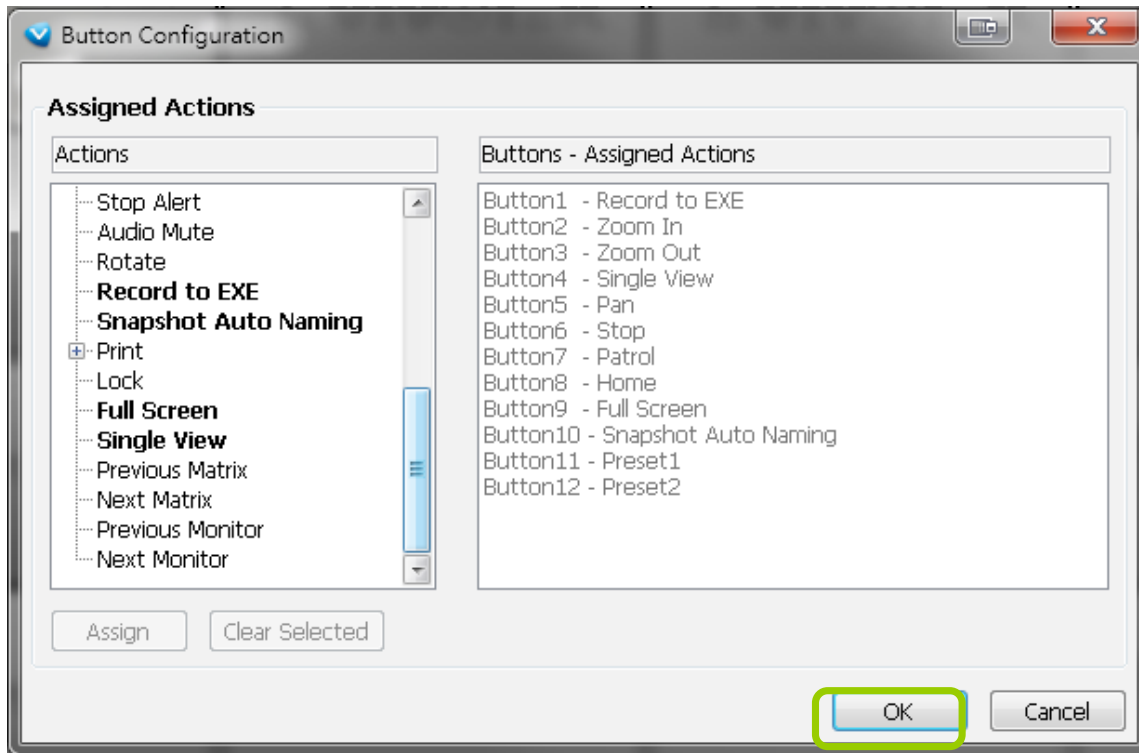 Button Configuration
Assigned Actions
Actions
Stop Alert
Audio Mute
Rotate
Record to EXE
Snapshot Auto Naming
Print
Lock
Full Screen
Single View
Previous Matrix
Next Matrix
Previous Monitor
Next Monitor
Assign
Clear Selected
Buttons - Assigned Actions
Button1 - Record to EXE
Button2 - Zoom In
Button3 - Zoom Out
Button4 - Single View
Button5 - Pan
Button6 - Stop
Button7 - Patrol
Button8 - Home
Button9 - Full Screen
Button10 - Snapshot Auto Naming
Button11 - Preset1
Button12 - Preset2
OK
Cancel